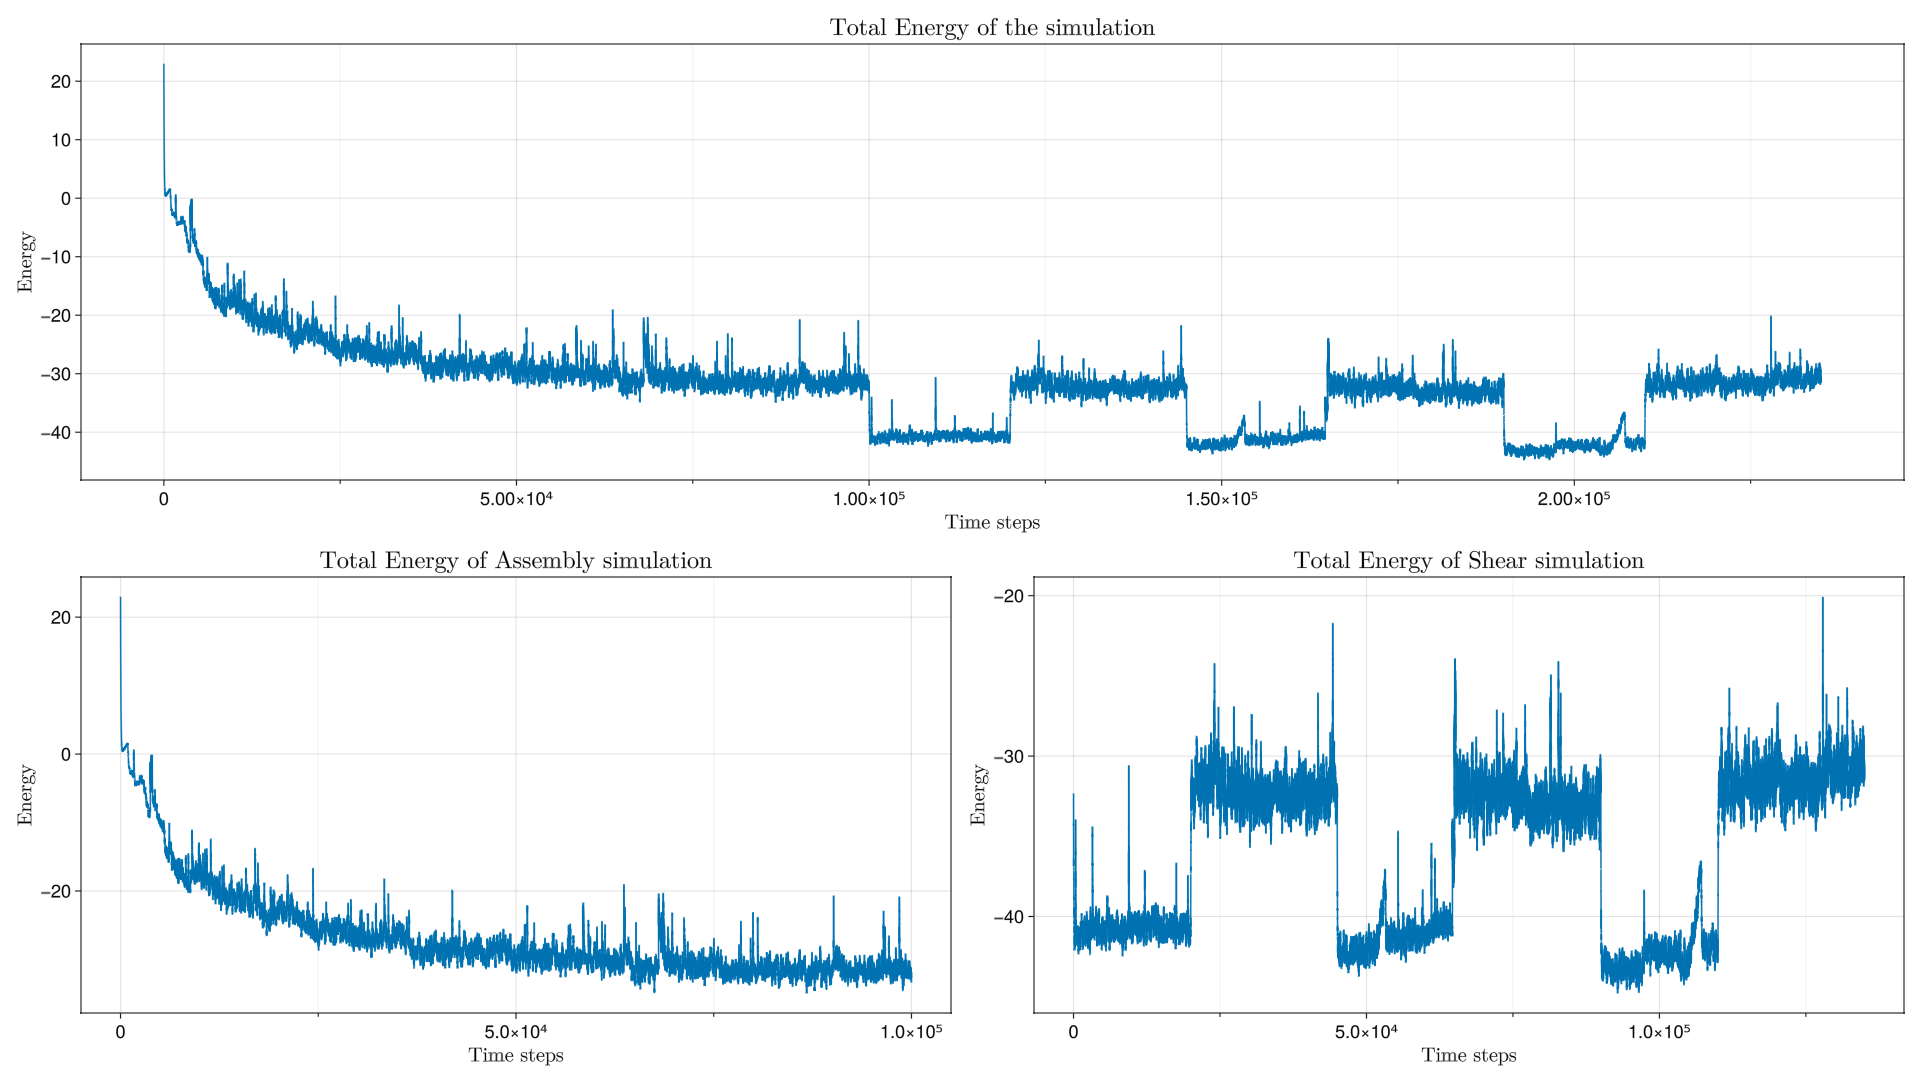 Total Energy of the simulation
Energy
20
10
0
−10
−20
−30
−40
0
5.00×10⁴
1.00×10⁵
1.50×10⁵
2.00×10⁵
Time steps
Total Energy of Assembly simulation
Energy
20
0
−20
0
5.0×10⁴
1.0×10⁵
Time steps
Total Energy of Shear simulation
Energy
−20
−30
−40
0
5.0×10⁴
1.0×10⁵
Time steps